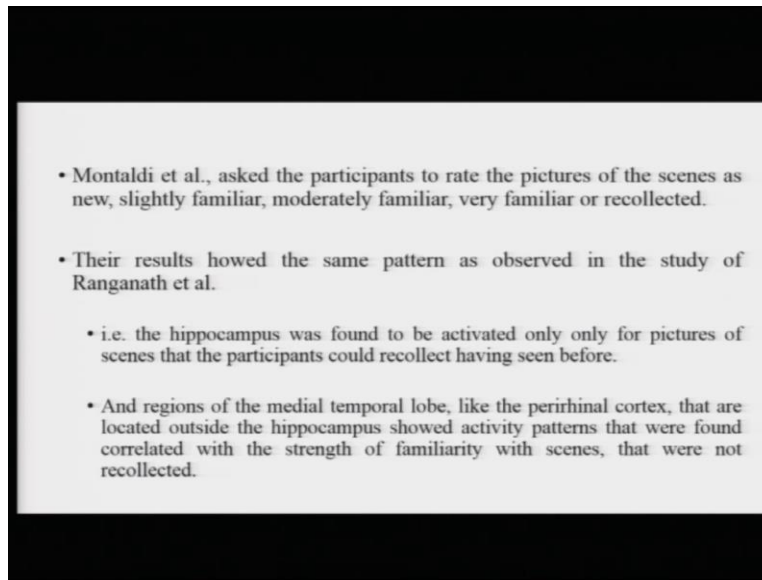 • Montaldi et al., asked the participants to rate the pictures of the scenes as
new, slightly familiar, moderately familiar, very familiar or recollected.
• Their results howed the same pattern as observed in the study of
Ranganath et al.
• i.e. the hippocampus was found to be activated only only for pictures of
scenes that the participants could recollect having seen before.
• And regions of the medial temporal lobe, like the perirhinal cortex, that are
located outside the hippocampus showed activity patterns that were found
correlated with the strength of familiarity with scenes, that were not
recollected.